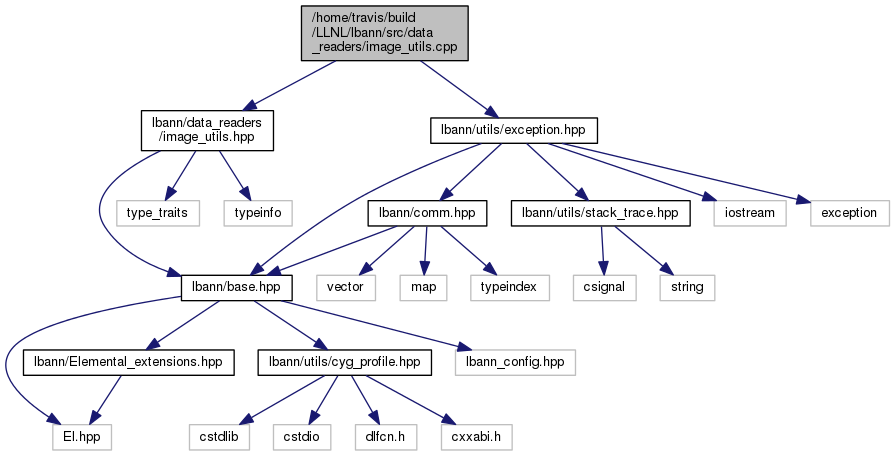 /home/travis/build
/LLNL/lbann/src/data
_readers/image_utils.cpp
lbann/data_readers
/image_utils.hpp
lbann/utils/exception.hpp
type_traits
typeinfo
lbann/comm.hpp
lbann/utils/stack_trace.hpp
iostream
exception
lbann/base.hpp
vector
map
typeindex
csignal
string
lbann/Elemental_extensions.hpp
lbann/utils/cyg_profile.hpp
lbann_config.hpp
El.hpp
cstdlib
cstdio
dlfcn.h
cxxabi.h